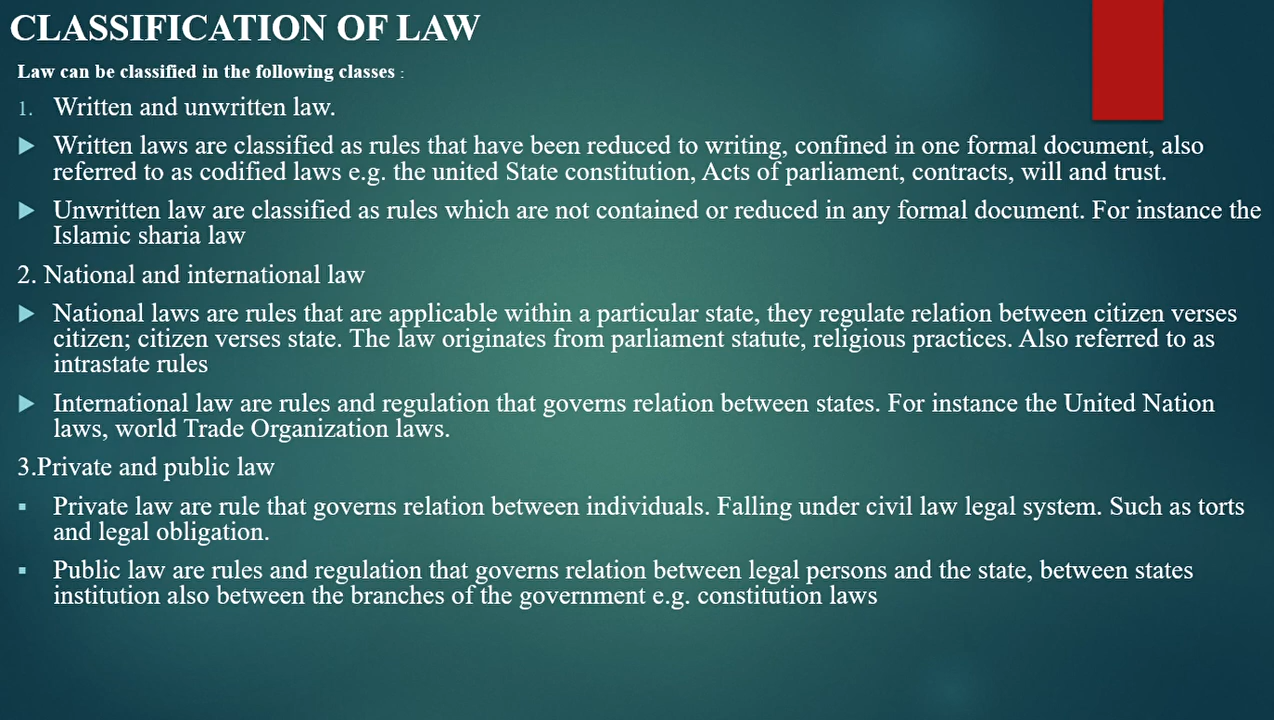 CLASSIFICATION OF LAW
Law can be classified in the following classes :
1. Written and unwritten law.
Written laws are classified as rules that have been reduced to writing, confined in one formal document, also
referred to as codified laws e.g. the united State constitution, Acts of parliament, contracts, will and trust.
Unwritten law are classified as rules which are not contained or reduced in any formal document. For instance the
Islamic sharia law
2. National and international law
National laws are rules that are applicable within a particular state, they regulate relation between citizen verses
citizen; citizen verses state. The law originates from parliament statute, religious practices. Also referred to as
intrastate rules
International law are rules and regulation that governs relation between states. For instance the United Nation
laws, world Trade Organization laws.
3.Private and public law
Private law are rule that governs relation between individuals. Falling under civil law legal system. Such as torts
and legal obligation.
Public law are rules and regulation that governs relation between legal persons and the state, between states
institution also between the branches of the government e.g. constitution laws